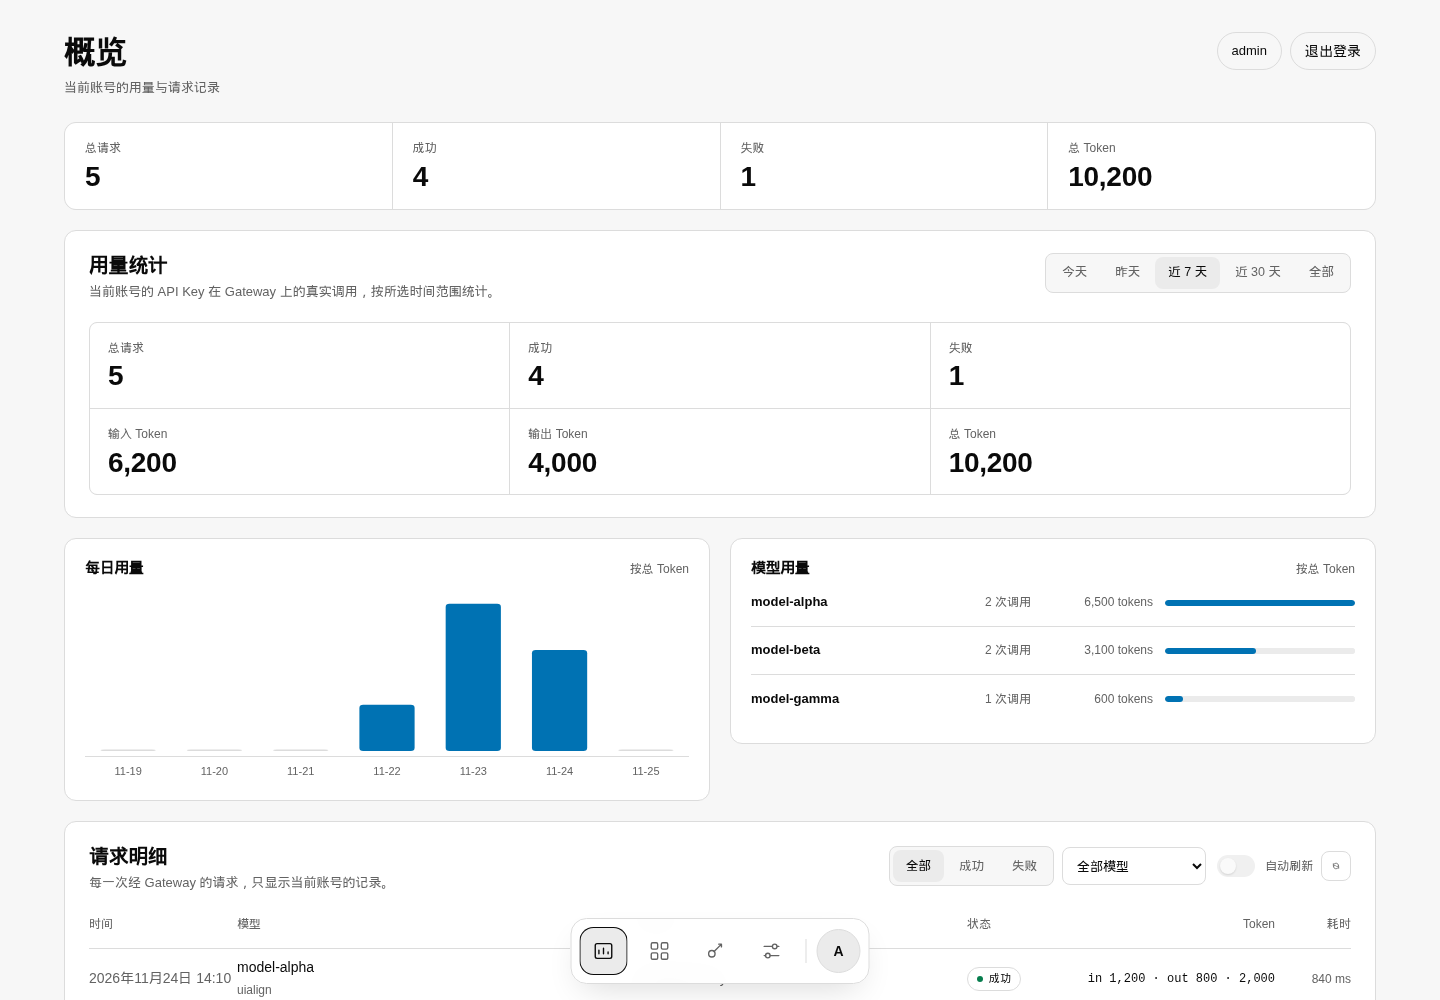 概览
admin
退出登录
当前账号的用量与请求记录
总请求
成功
失败
总 Token
5
4
1
10,200
用量统计
当前账号的 API Key 在 Gateway 上的真实调用，按所选时间范围统计。
今天
昨天
近 7 天
近 30 天
全部
总请求
成功
失败
5
4
1
输入 Token
输出 Token
总 Token
6,200
4,000
10,200
每日用量
按总 Token
11-19
11-20
11-21
11-22
11-23
11-24
11-25
模型用量
按总 Token
model-alpha
2 次调用
6,500 tokens
model-beta
2 次调用
3,100 tokens
model-gamma
1 次调用
600 tokens
请求明细
每一次经 Gateway 的请求，只显示当前账号的记录。
全部
成功
失败
全部模型
自动刷新
时间
模型
状态
Token
耗时
2026年11月24日 14:10
model-alpha
uialign
成功
in 1,200 · out 800 · 2,000
840 ms
A